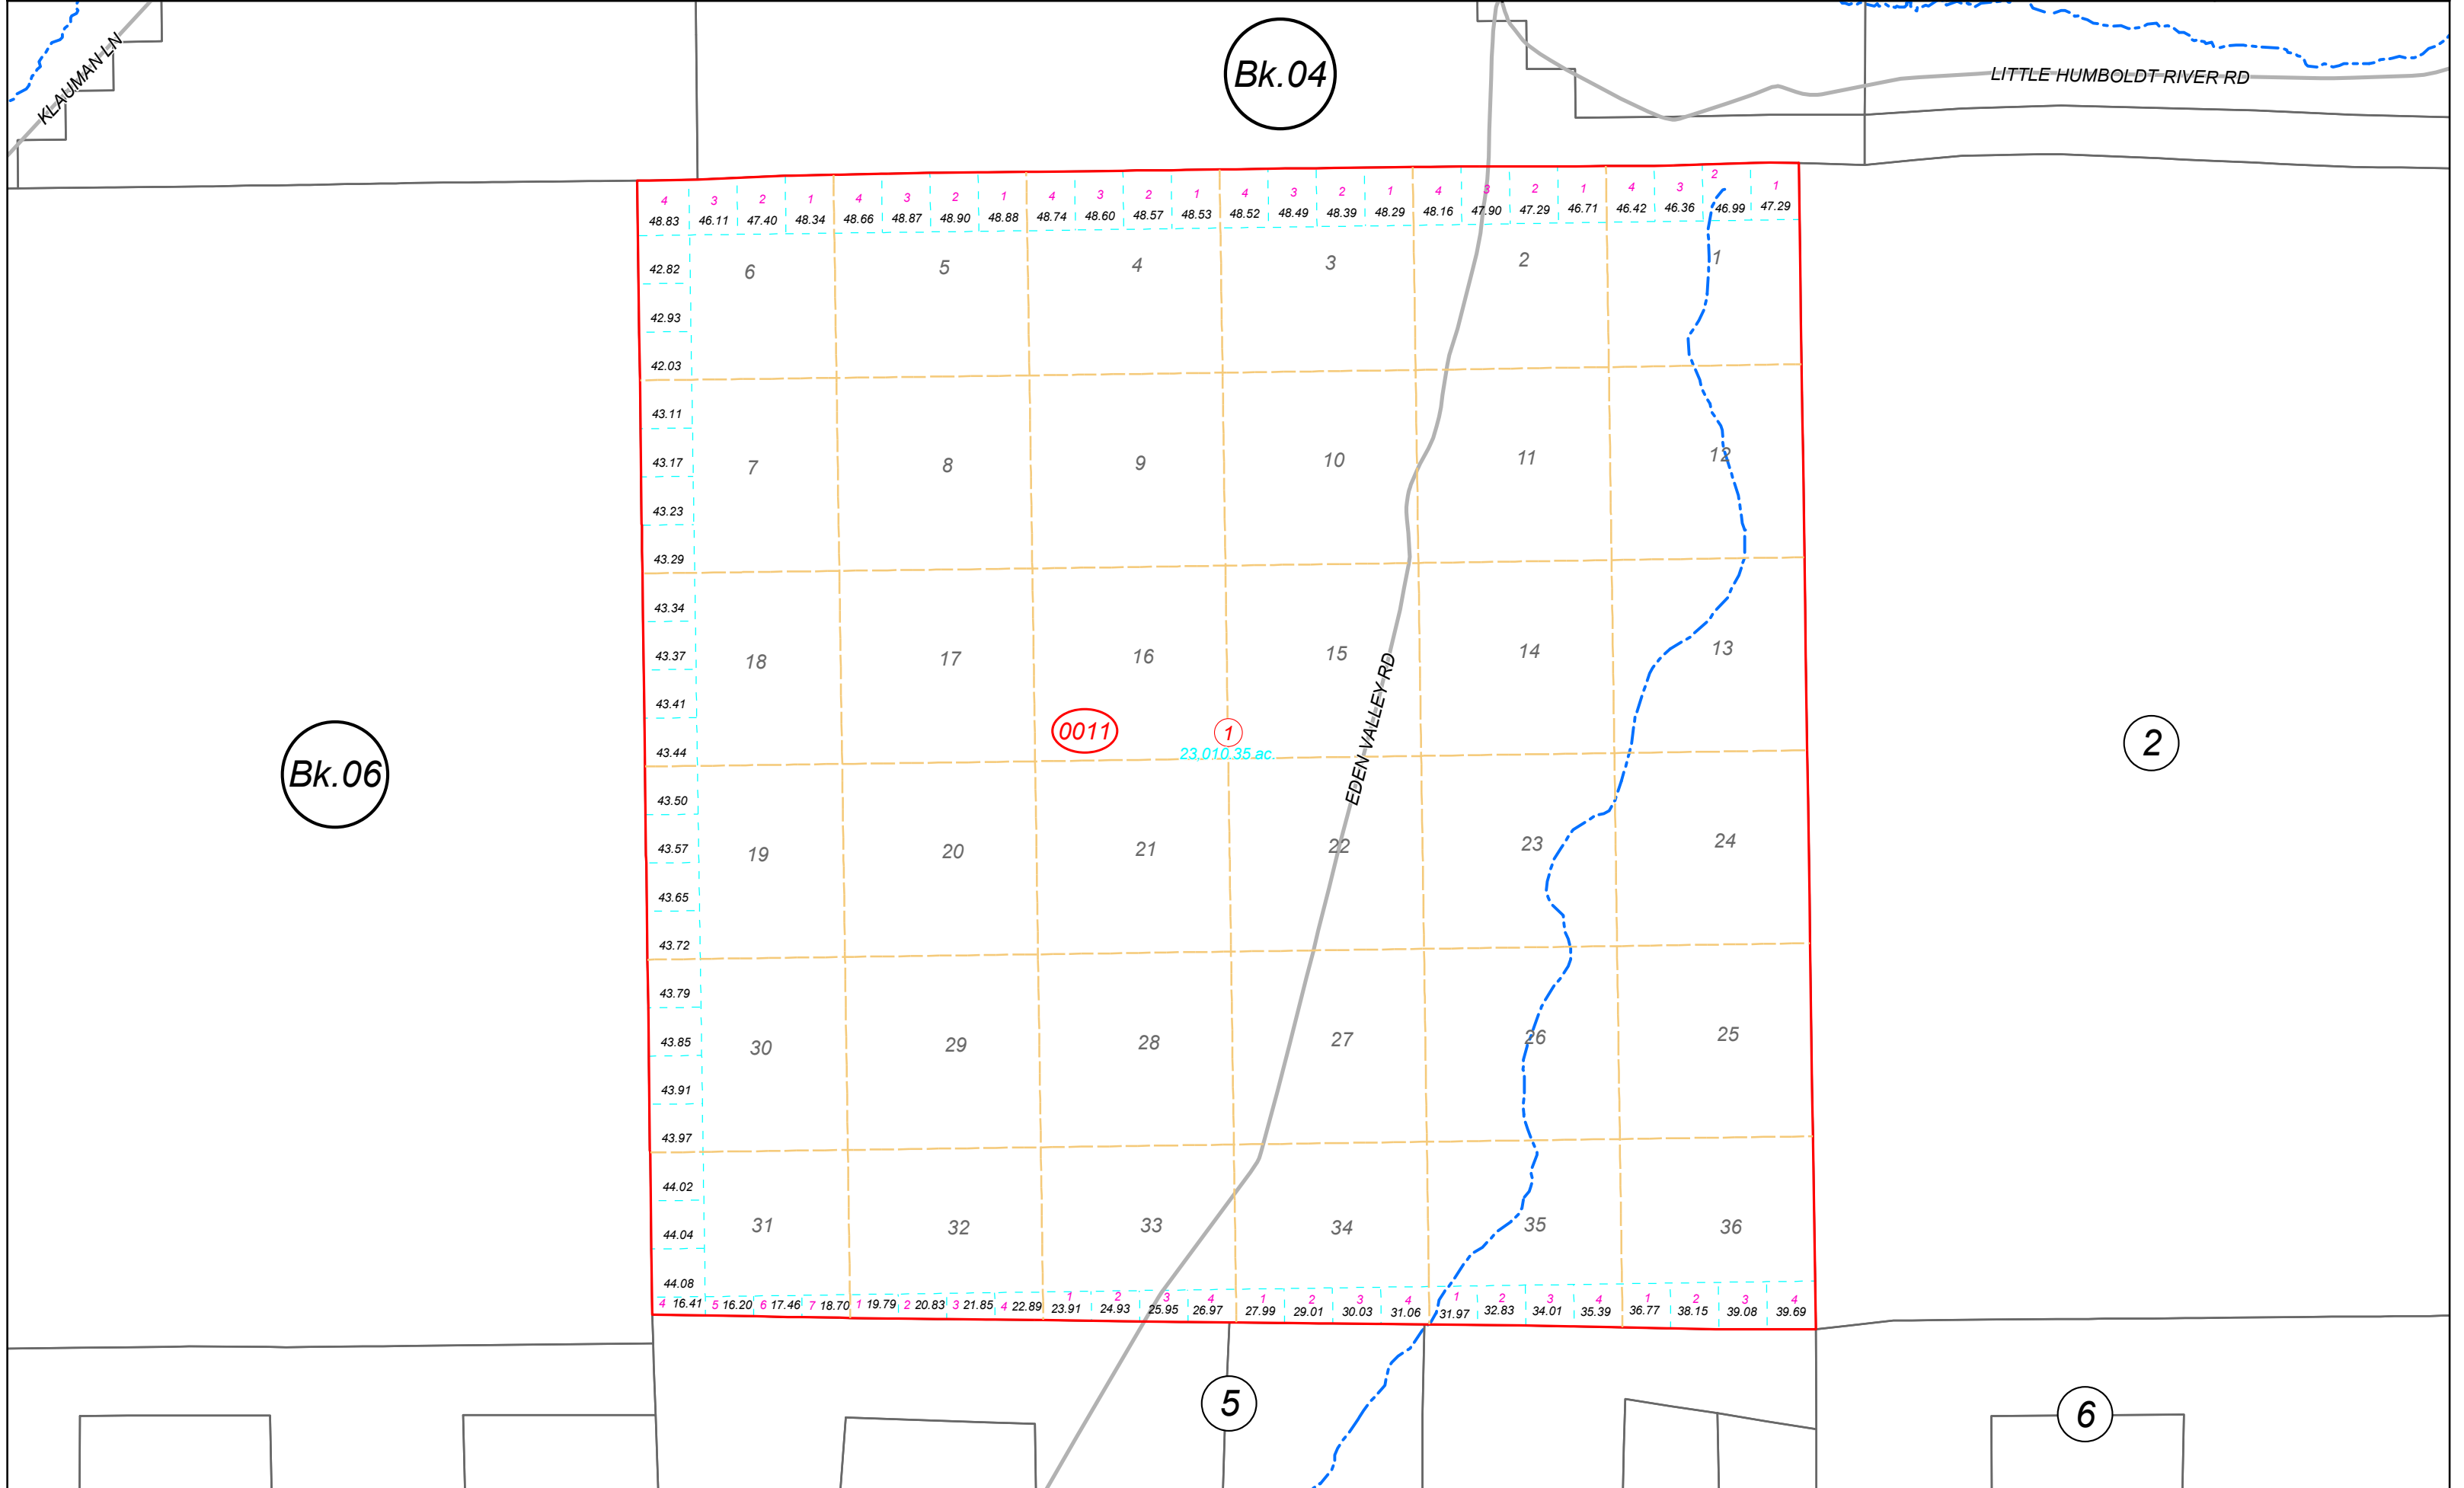 KLAUMAN LN
Bk.04
LITTLE HUMBOLDT RIVER RD
4 3 2 1 4 3 2 1 4 3 2 1 4 3 2 1 4 3 2 1 4 3 2 1
48.83 46.11 47.40 48.34 48.66 48.87 48.90 48.88 48.74 48.60 48.57 48.53 48.52 48.49 48.39 48.29 48.16 47.90 47.29 46.71 46.42 46.36 46.99 47.29
42.82 6 5 4 3 2 1
42.93
42.03
43.11
43.17 7 8 9 10 11 12
43.23
43.29
43.34
43.37 18 17 16 15 14 13
43.41
EDEN VALLEY RD
0011 1
23,010.35 ac.
43.44
Bk.06
2
43.50
43.57 19 20 21 22 23 24
43.65
43.72
43.79
43.85 30 29 28 27 26 25
43.91
43.97
44.02
44.04 31 32 33 34 35 36
44.08
4 16.41 5 16.20 6 17.46 7 18.70 1 19.79 2 20.83 3 21.85 4 22.89 1 23.91 2 24.93 3 25.95 4 26.97 1 27.99 2 29.01 3 30.03 4 31.06 1 31.97 2 32.83 3 34.01 4 35.39 1 36.77 2 38.15 3 39.08 4 39.69
5
6